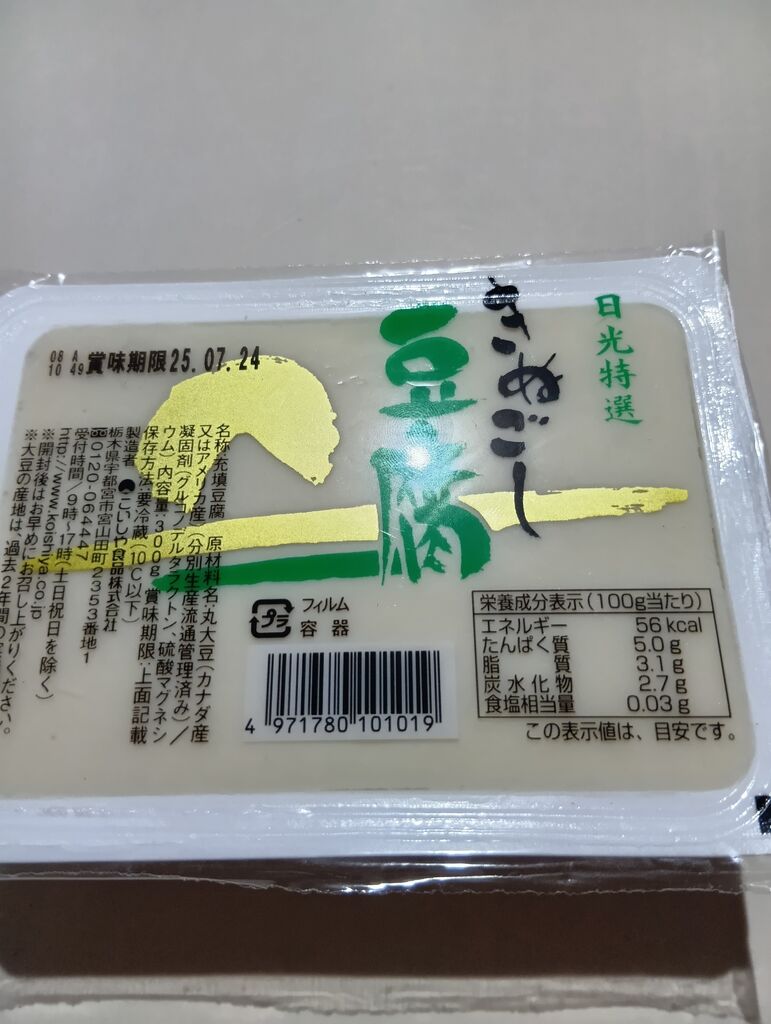 日光特選
きぬごし
豆腐
08 A
10 49
賞味期限25.07.24
名称:充填豆腐 原材料名:丸大豆(カナダ産
又はアメリカ産)(分別生産流通管理済み)/
凝固剤(グルコノデルタラクトン、硫酸マグネシ
ウム) 内容量:300g 賞味期限:上面記載
保存方法:要冷蔵(10℃以下)
製造者 こいしや食品株式会社
栃木県宇都宮市宮山田町2553番地1
0120-064447
受付時間/9時〜17時(土日祝日を除く)
http://www.koishiya.co.jp
※開封後はお早めにお召し上がりください。
※大豆の産地は、過去2年間の
プラ
フィルム
容器
4 971780 101019
栄養成分表示(100g当たり)
エネルギー 56 kcal
たんぱく質 5.0 g
脂質 3.1 g
炭水化物 2.7 g
食塩相当量 0.03 g
この表示値は、目安です。